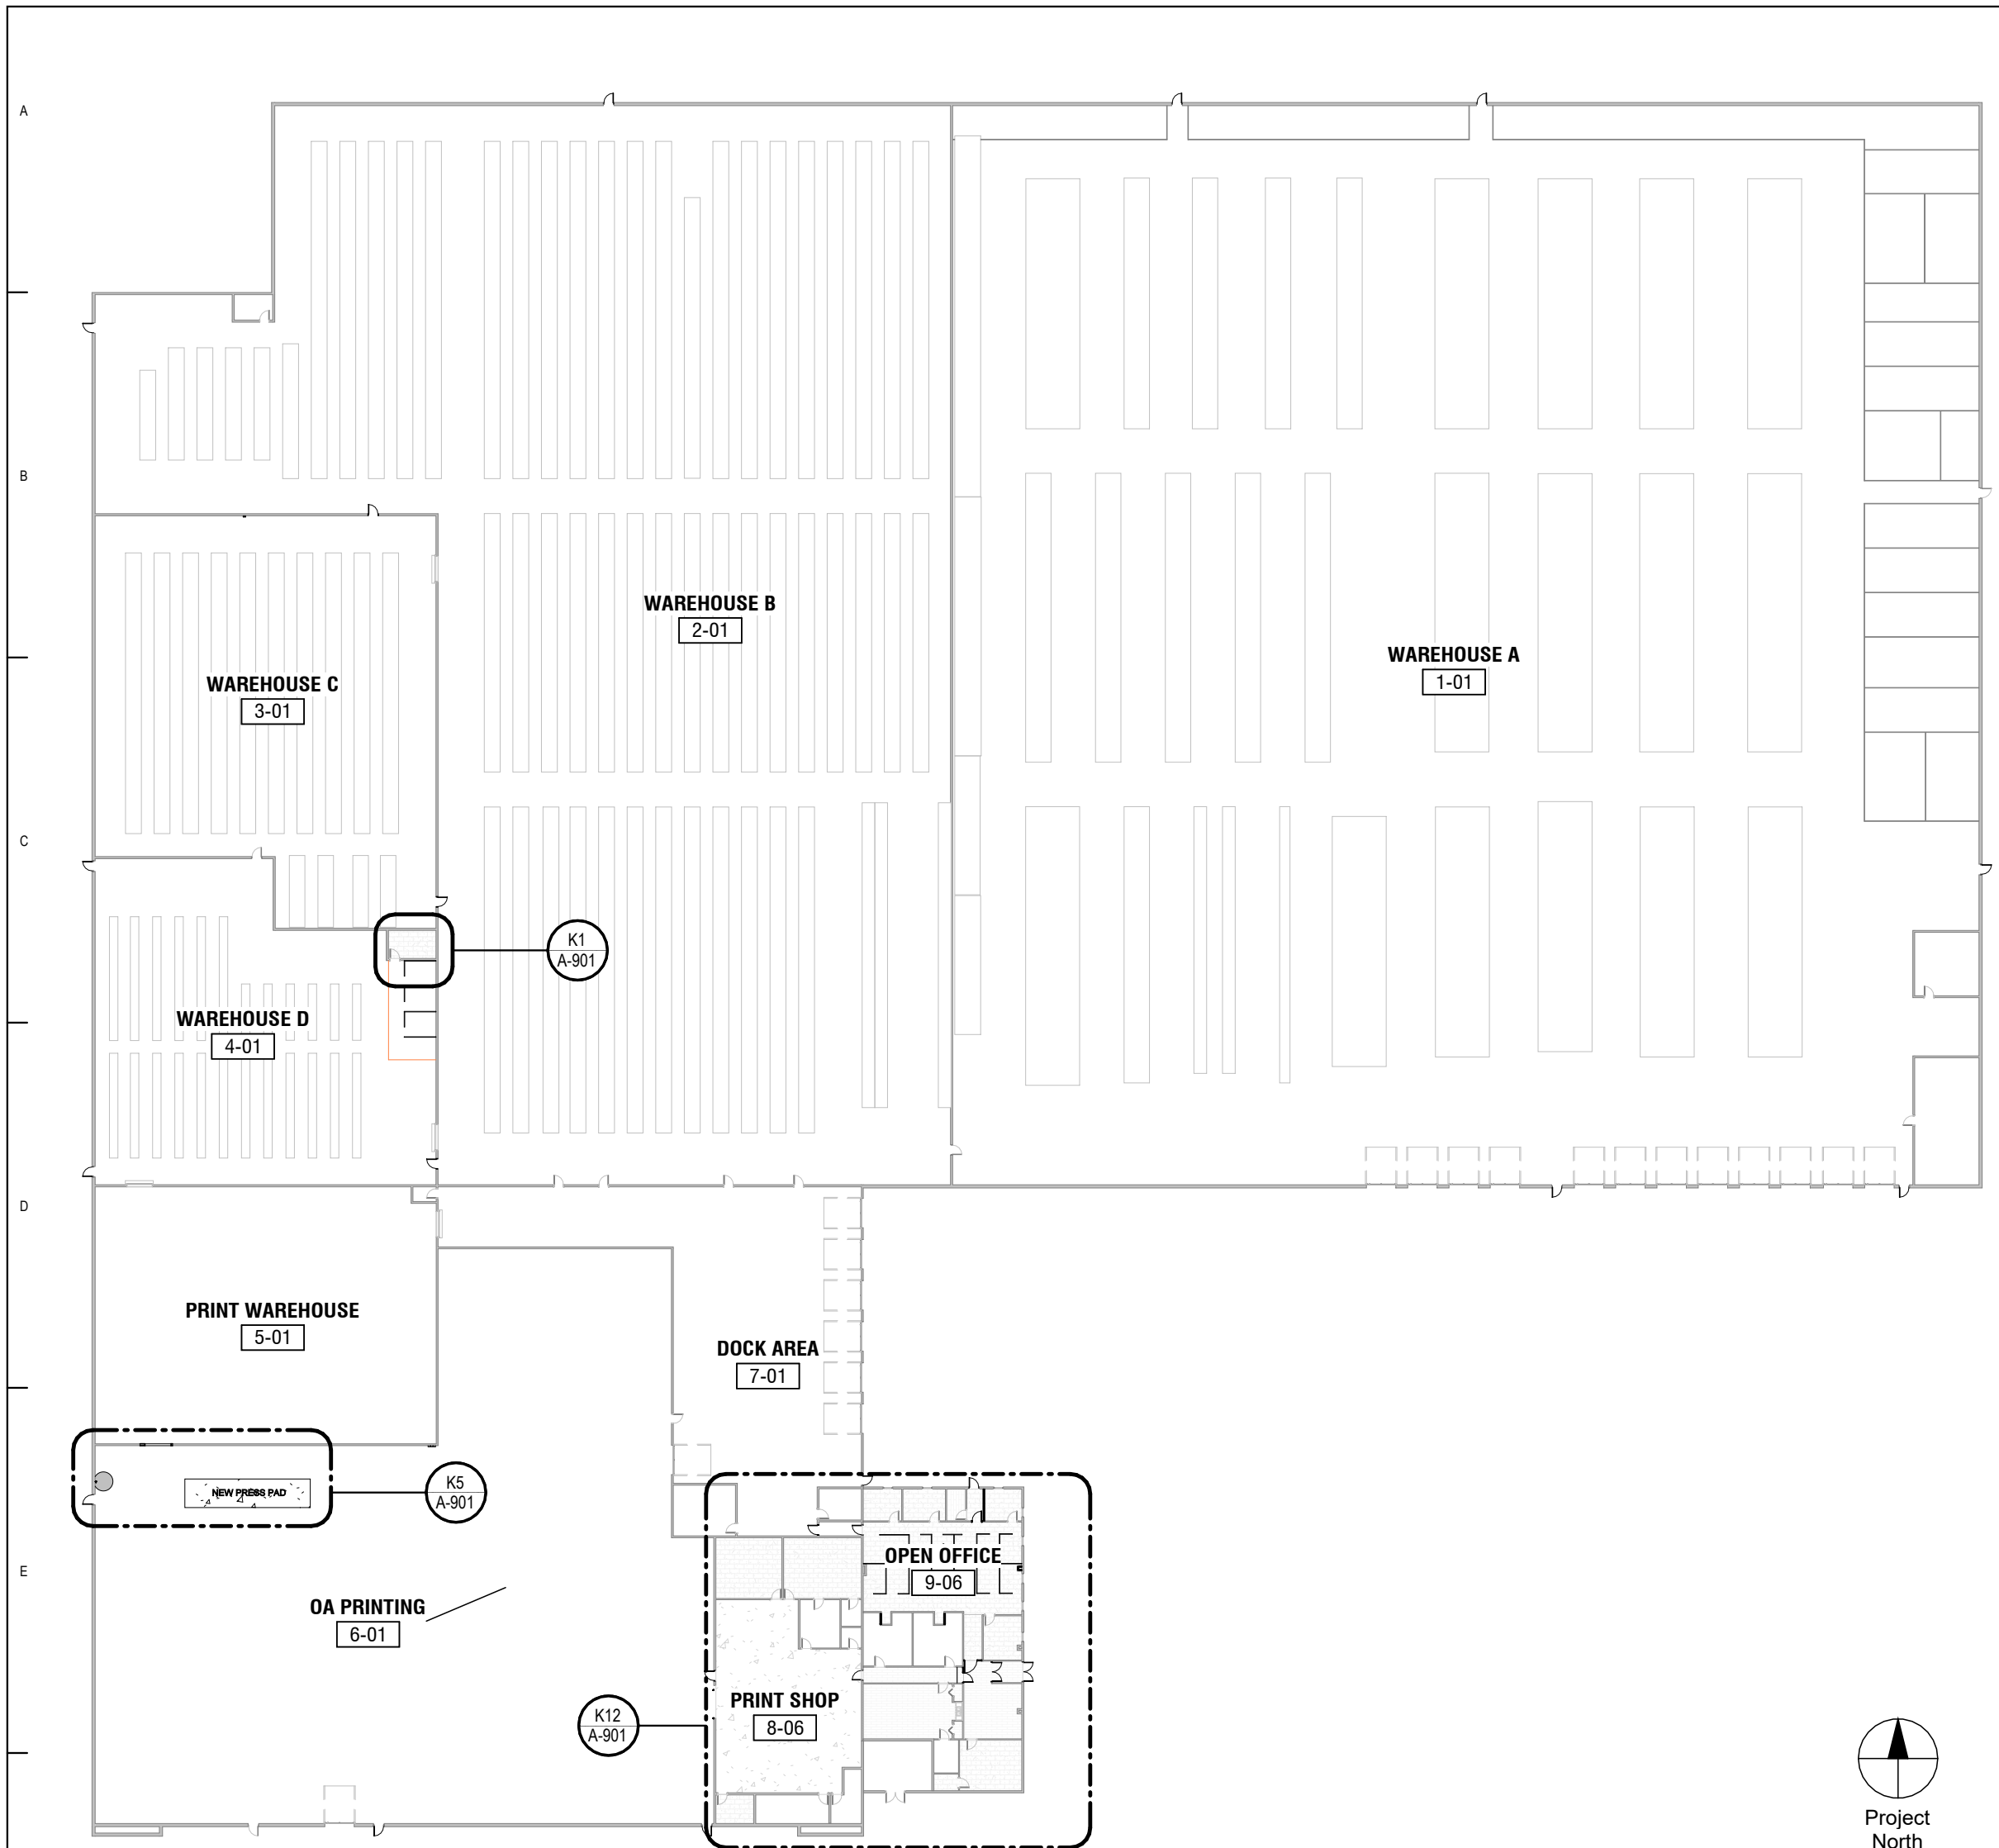 A
B
WAREHOUSE B
2-01
WAREHOUSE A
1-01
WAREHOUSE C
3-01
C
K1
A-901
WAREHOUSE D
4-01
D
PRINT WAREHOUSE
5-01
DOCK AREA
7-01
NEW PRESS PAD
K5
A-901
E
OPEN OFFICE
9-06
OA PRINTING
6-01
PRINT SHOP
8-06
K12
A-901
Project
North